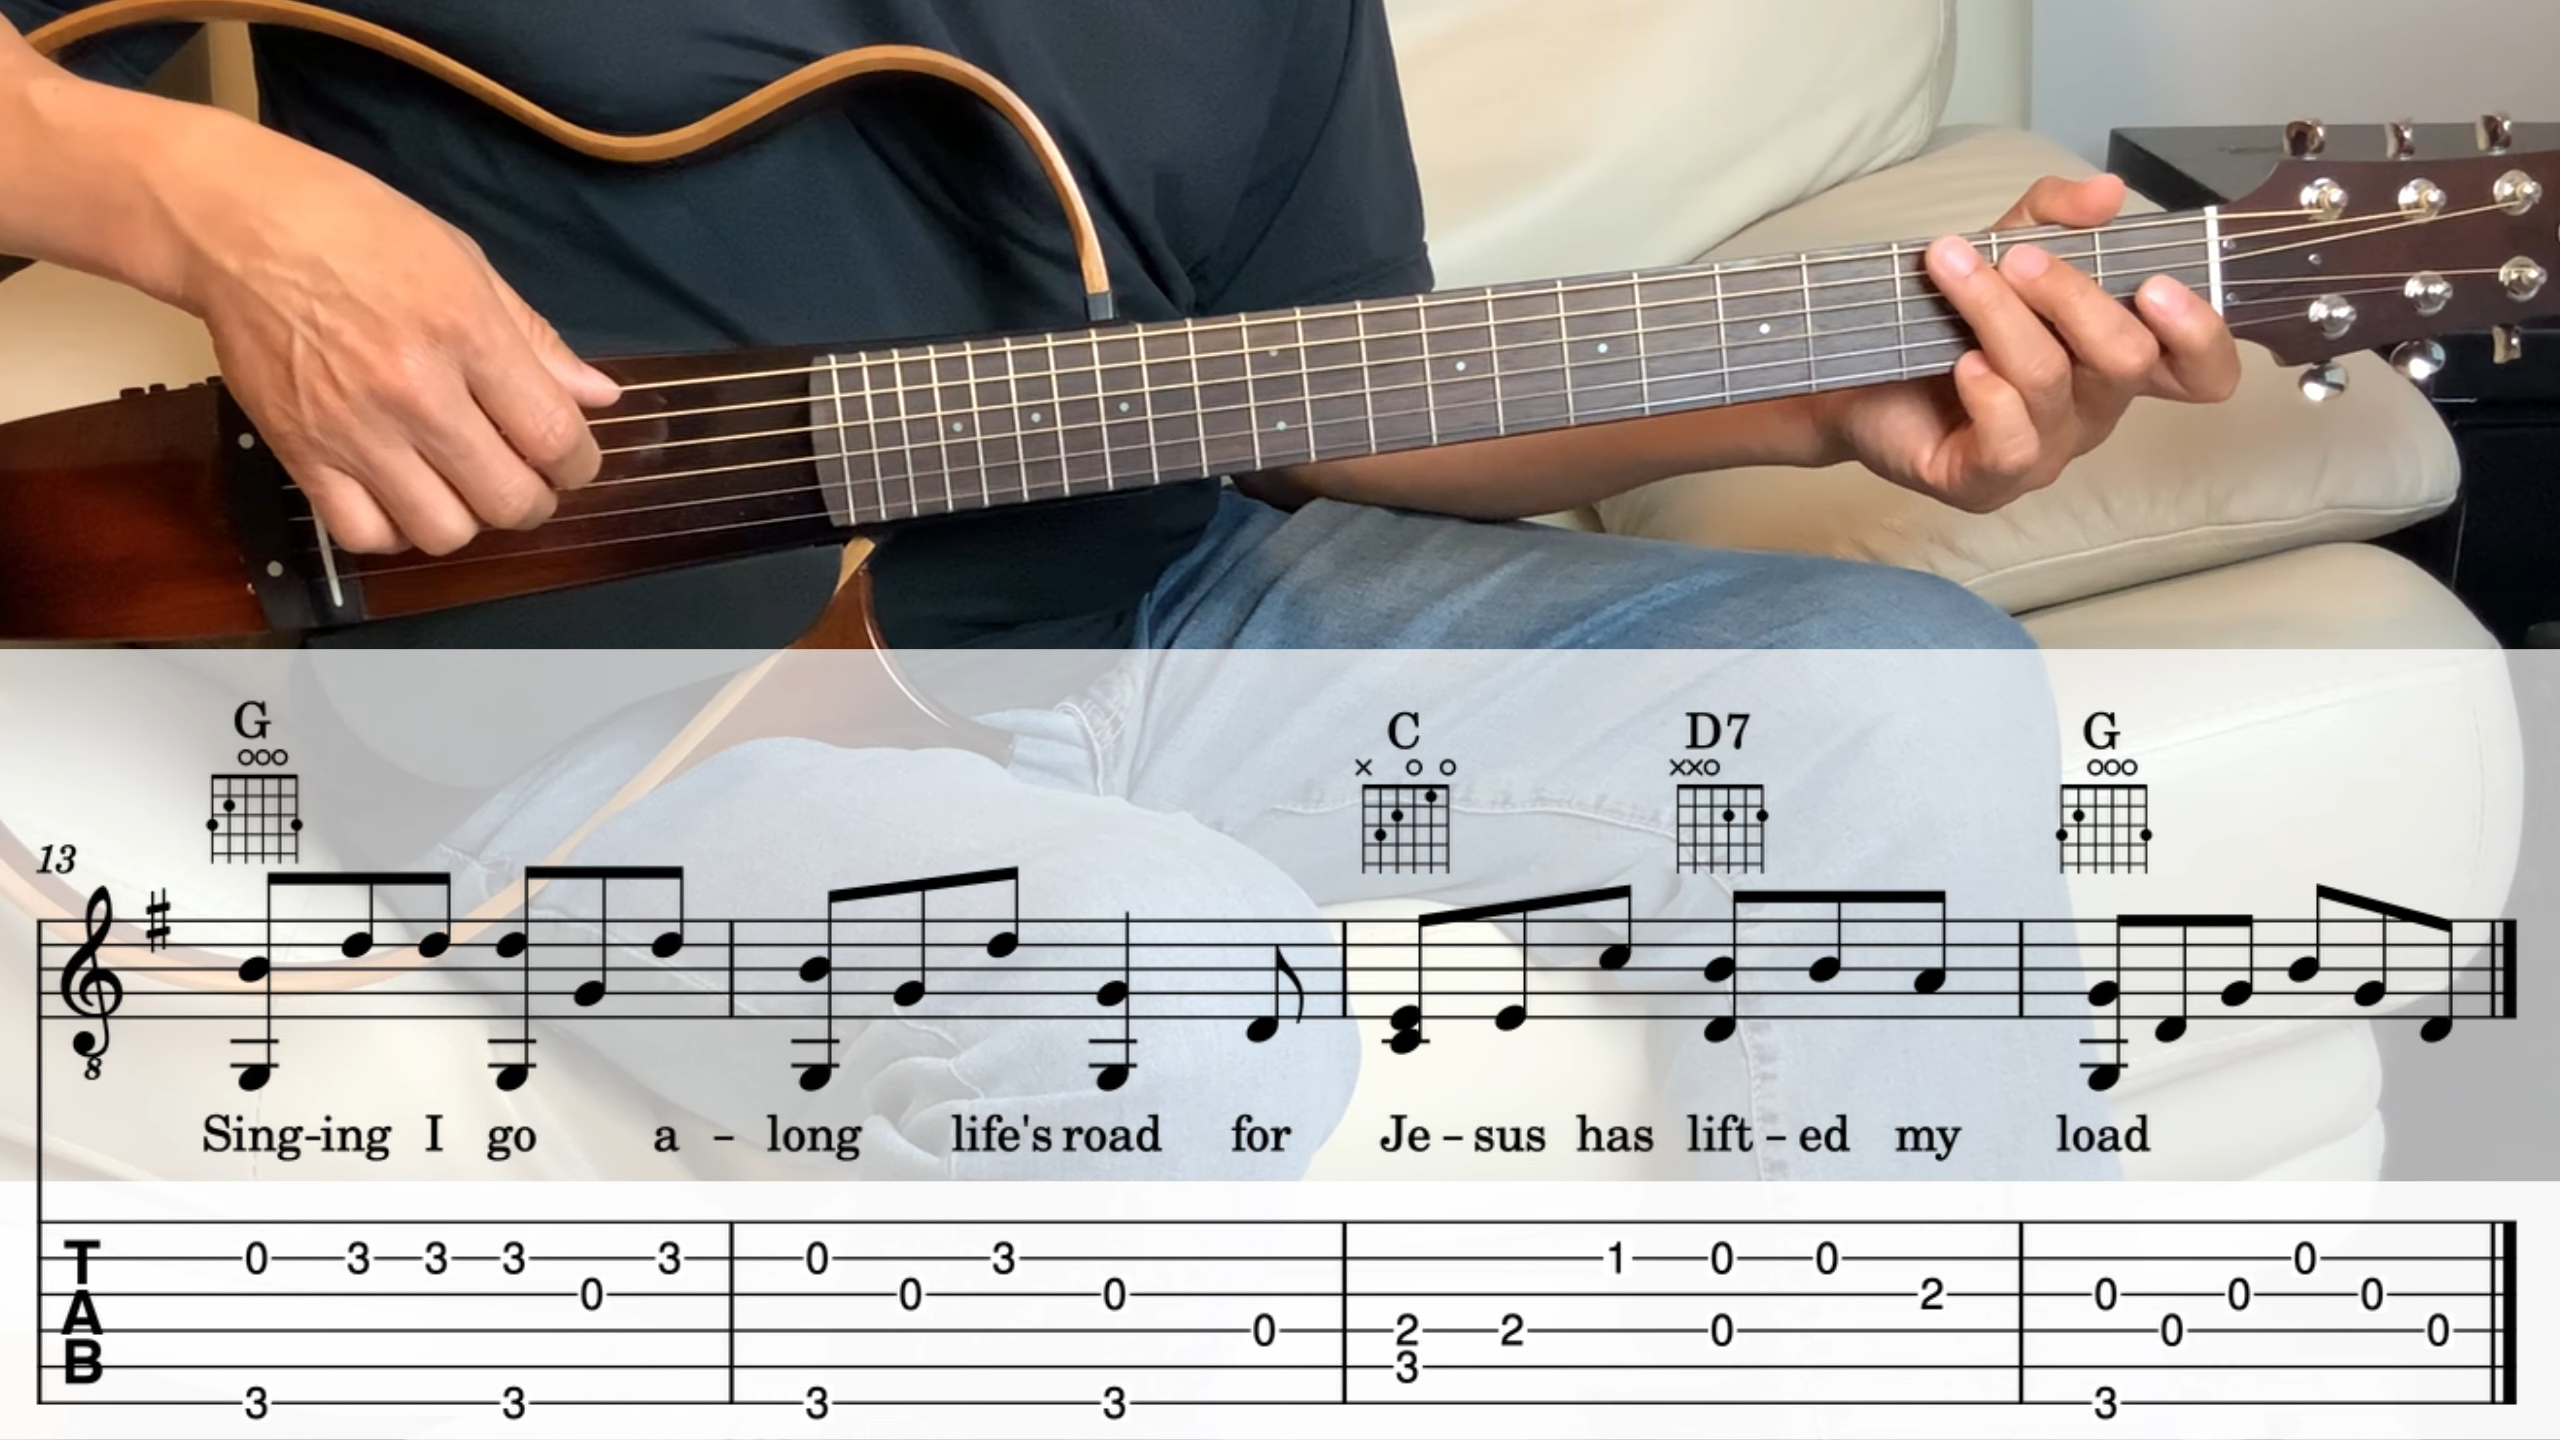 G C D7 G
ooo × o o ××o ooo
13
8
Sing-ing I go a - long life's road for Je - sus has lift - ed my load
T 0 3 3 3 3 0 3 1 0 0 0
A 0 0 0 2 0 0 0
B 0 2 2 0 0 0
3
3 3 3 3 3